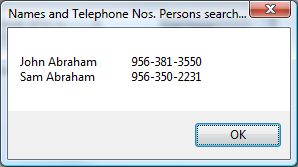 Names and Telephone Nos. Persons search...
John Abraham 956-381-3550
Sam Abraham 956-350-2231
OK